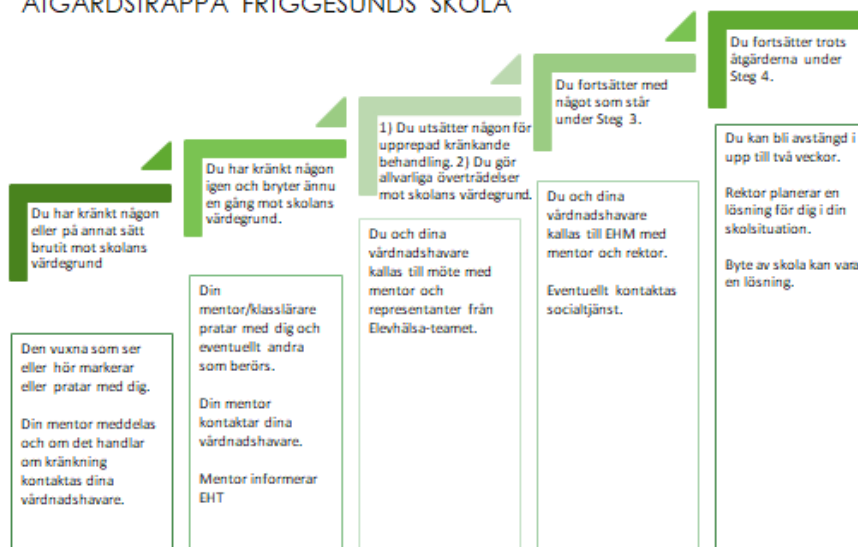 ÅTGÄRDSTRAPPA FRIGGESUNDS SKOLA
Du har kränkt någon
eller på annat sätt
brutit mot skolans
värdegrund
Den vuxna som ser
eller hör markerar
eller pratar med dig.
Din mentor meddelas
och om det handlar
om kränkning
kontaktas dina
vårdnadshavare.
Du har kränkt någon
igen och bryter ännu
en gång mot skolans
värdegrund.
Din
mentor/klasslärare
pratar med dig och
eventuellt andra
som berörs.
Din mentor
kontaktar dina
vårdnadshavare.
Mentor informerar
EHT
1) Du utsätter någon för
upprepad kränkande
behandling. 2) Du gör
allvarliga överträdelser
mot skolans värdegrund.
Du och dina
vårdnadshavare
kallas till möte med
mentor och
representanter från
Elevhälsa-teamet.
Du fortsätter med
något som står
under Steg 3.
Du och dina
vårdnadshavare
kallas till EHM med
mentor och rektor.
Eventuellt kontaktas
socialtjänst.
Du fortsätter trots
åtgärderna under
Steg 4.
Du kan bli avstängd i
upp till två veckor.
Rektor planerar en
lösning för dig i din
skolsituation.
Byte av skola kan vara
en lösning.